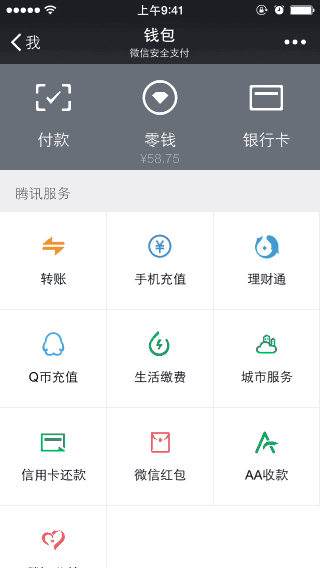 上午9:41
我
钱包
微信安全支付
付款
零钱
银行卡
¥58.75
腾讯服务
转账
手机充值
理财通
Q币充值
生活缴费
城市服务
信用卡还款
微信红包
AA收款